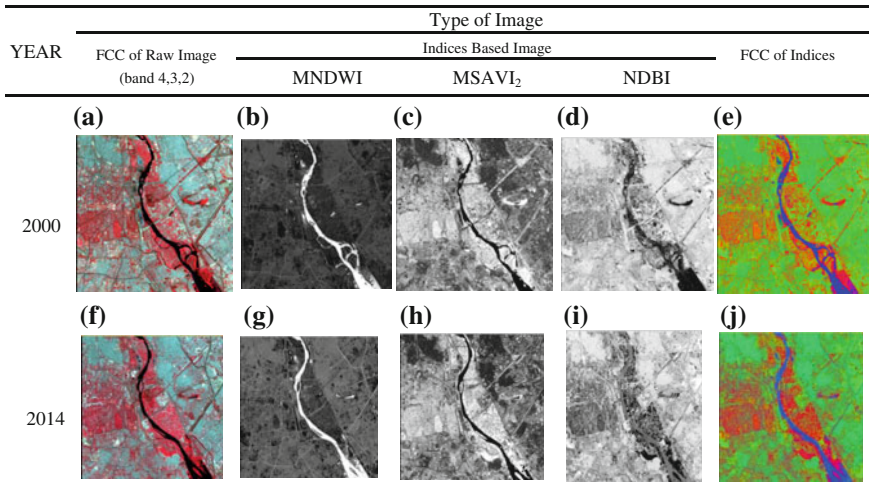 Type of Image
YEAR
FCC of Raw Image
(band 4,3,2)
Indices Based Image
FCC of Indices
MNDWI
MSAVI₂
NDBI
(a)
(b)
(c)
(d)
(e)
2000
(f)
(g)
(h)
(i)
(j)
2014